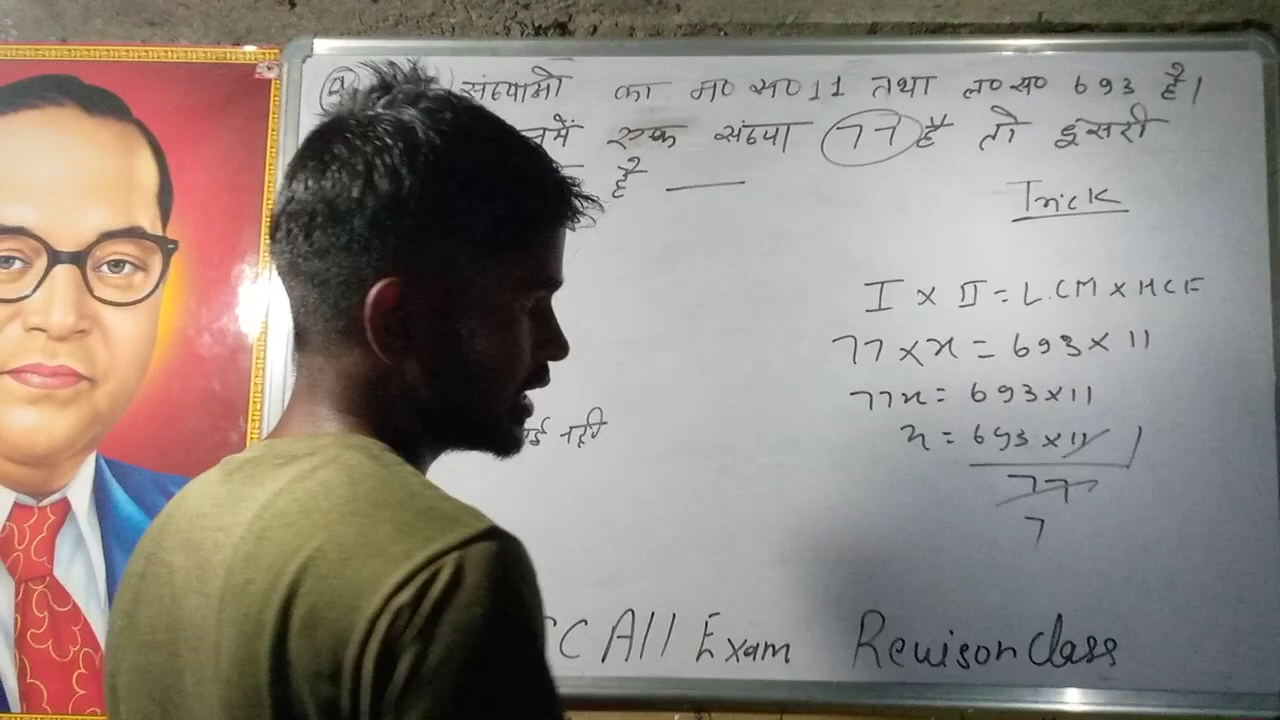 संख्याओ का म० स० 11 तथा ल० स० 693 है।
एक संख्या 77 है तो दूसरी
है
Trick
I × II = L.CM × HCF
77 × x = 693 × 11
77x = 693×11
x = 693 × 11
77
7
नही
All Exam Revison class